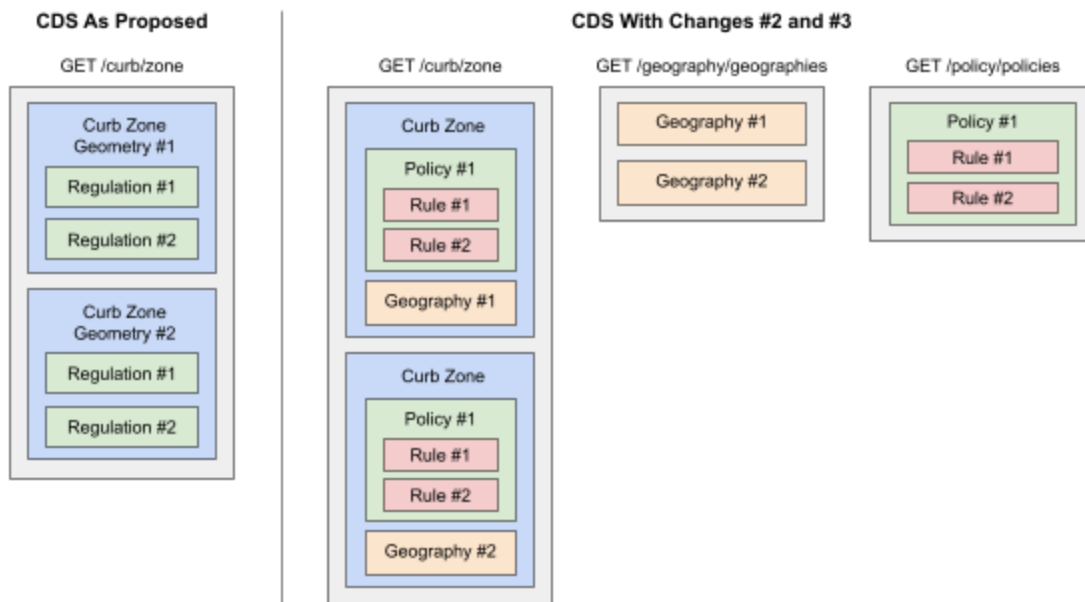 CDS As Proposed
GET /curb/zone
Curb Zone
Geometry #1
Regulation #1
Regulation #2
Curb Zone
Geometry #2
Regulation #1
Regulation #2
CDS With Changes #2 and #3
GET /curb/zone
Curb Zone
Policy #1
Rule #1
Rule #2
Geography #1
Curb Zone
Policy #1
Rule #1
Rule #2
Geography #2
GET /geography/geographies
Geography #1
Geography #2
GET /policy/policies
Policy #1
Rule #1
Rule #2